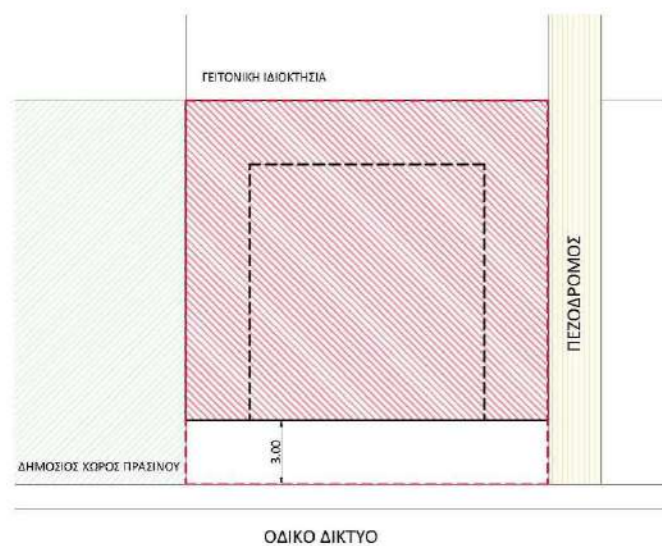 ΓΕΙΤΟΝΙΚΗ ΙΔΙΟΚΤΗΣΙΑ
ΠΕΖΟΔΡΟΜΟΣ
3.00
ΔΗΜΟΣΙΟΣ ΧΩΡΟΣ ΠΡΑΣΙΝΟΥ
ΟΔΙΚΟ ΔΙΚΤΥΟ